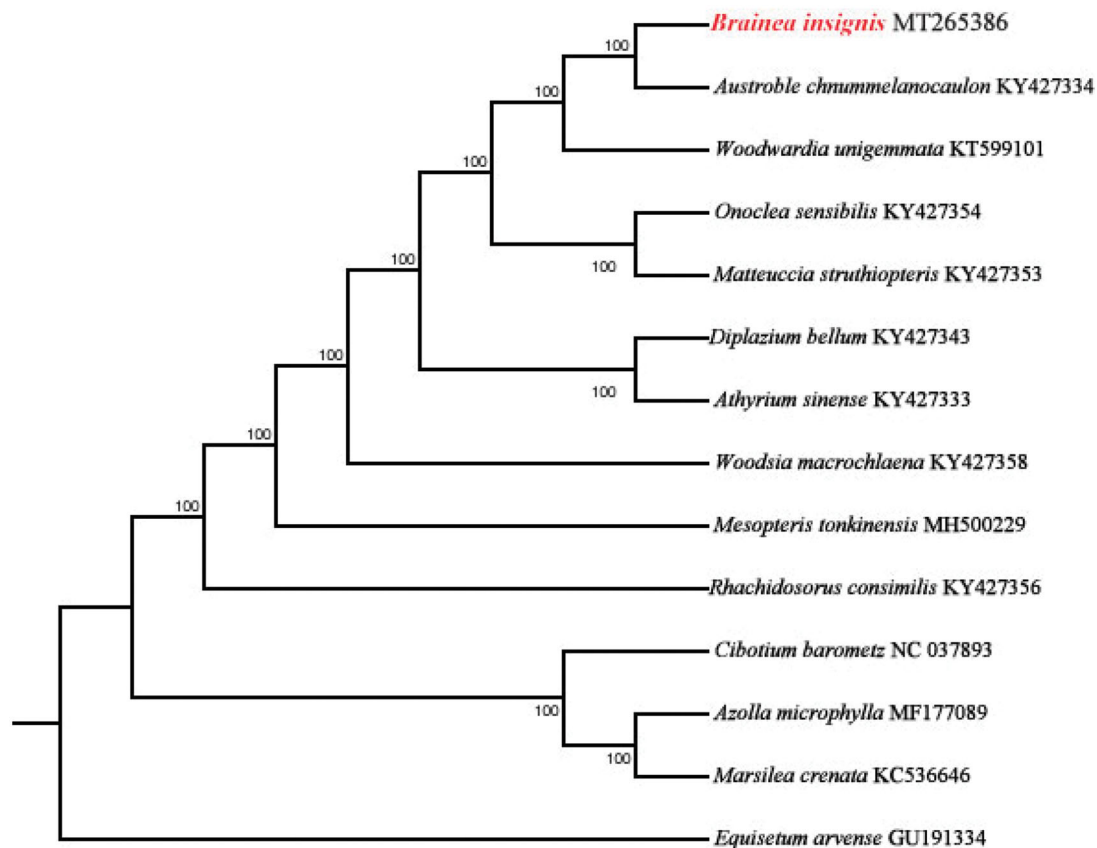 Brainea insignis MT265386
100
Austroble chnummelanocaulon KY427334
100
Woodwardia unigemmata KT599101
100
Onoclea sensibilis KY427354
100
Matteuccia struthiopteris KY427353
100
Diplazium bellum KY427343
100
100
Athyrium sinense KY427333
100
Woodsia macrochlaena KY427358
100
Mesopteris tonkinensis MH500229
100
Rhachidosorus consimilis KY427356
Cibotium barometz NC 037893
100
Azolla microphylla MF177089
100
Marsilea crenata KC536646
Equisetum arvense GU191334